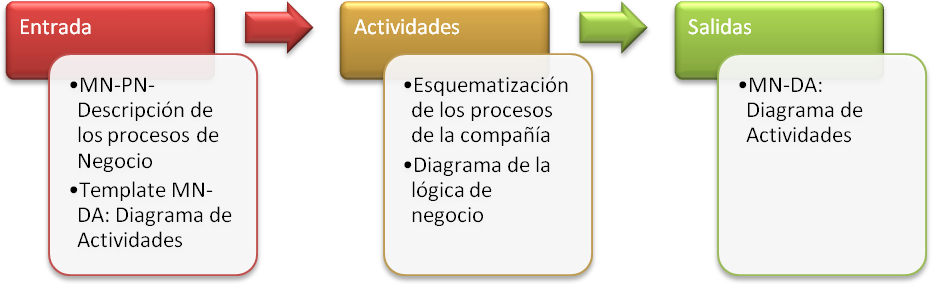 Entrada
•MN-PN-
Descripción de
los procesos de
Negocio
•Template MN-
DA: Diagrama de
Actividades
Actividades
•Esquematización
de los procesos
de la compañía
•Diagrama de la
lógica de
negocio
Salidas
•MN-DA:
Diagrama de
Actividades